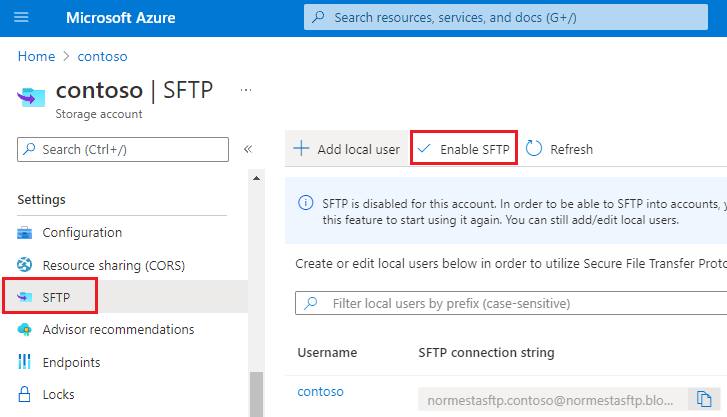 Microsoft Azure
Search resources, services, and docs (G+/)
Home > contoso
contoso | SFTP ...
Storage account
Search (Ctrl+/)
«
Add local user
Enable SFTP
Refresh
Settings
Configuration
Resource sharing (CORS)
SFTP
Advisor recommendations
Endpoints
Locks
SFTP is disabled for this account. In order to be able to SFTP into accounts, y
this feature to start using it again. You can still add/edit local users.
Create or edit local users below in order to utilize Secure File Transfer Proto
Filter local users by prefix (case-sensitive)
Username
SFTP connection string
contoso
normestasftp.contoso@normestasftp.blo...